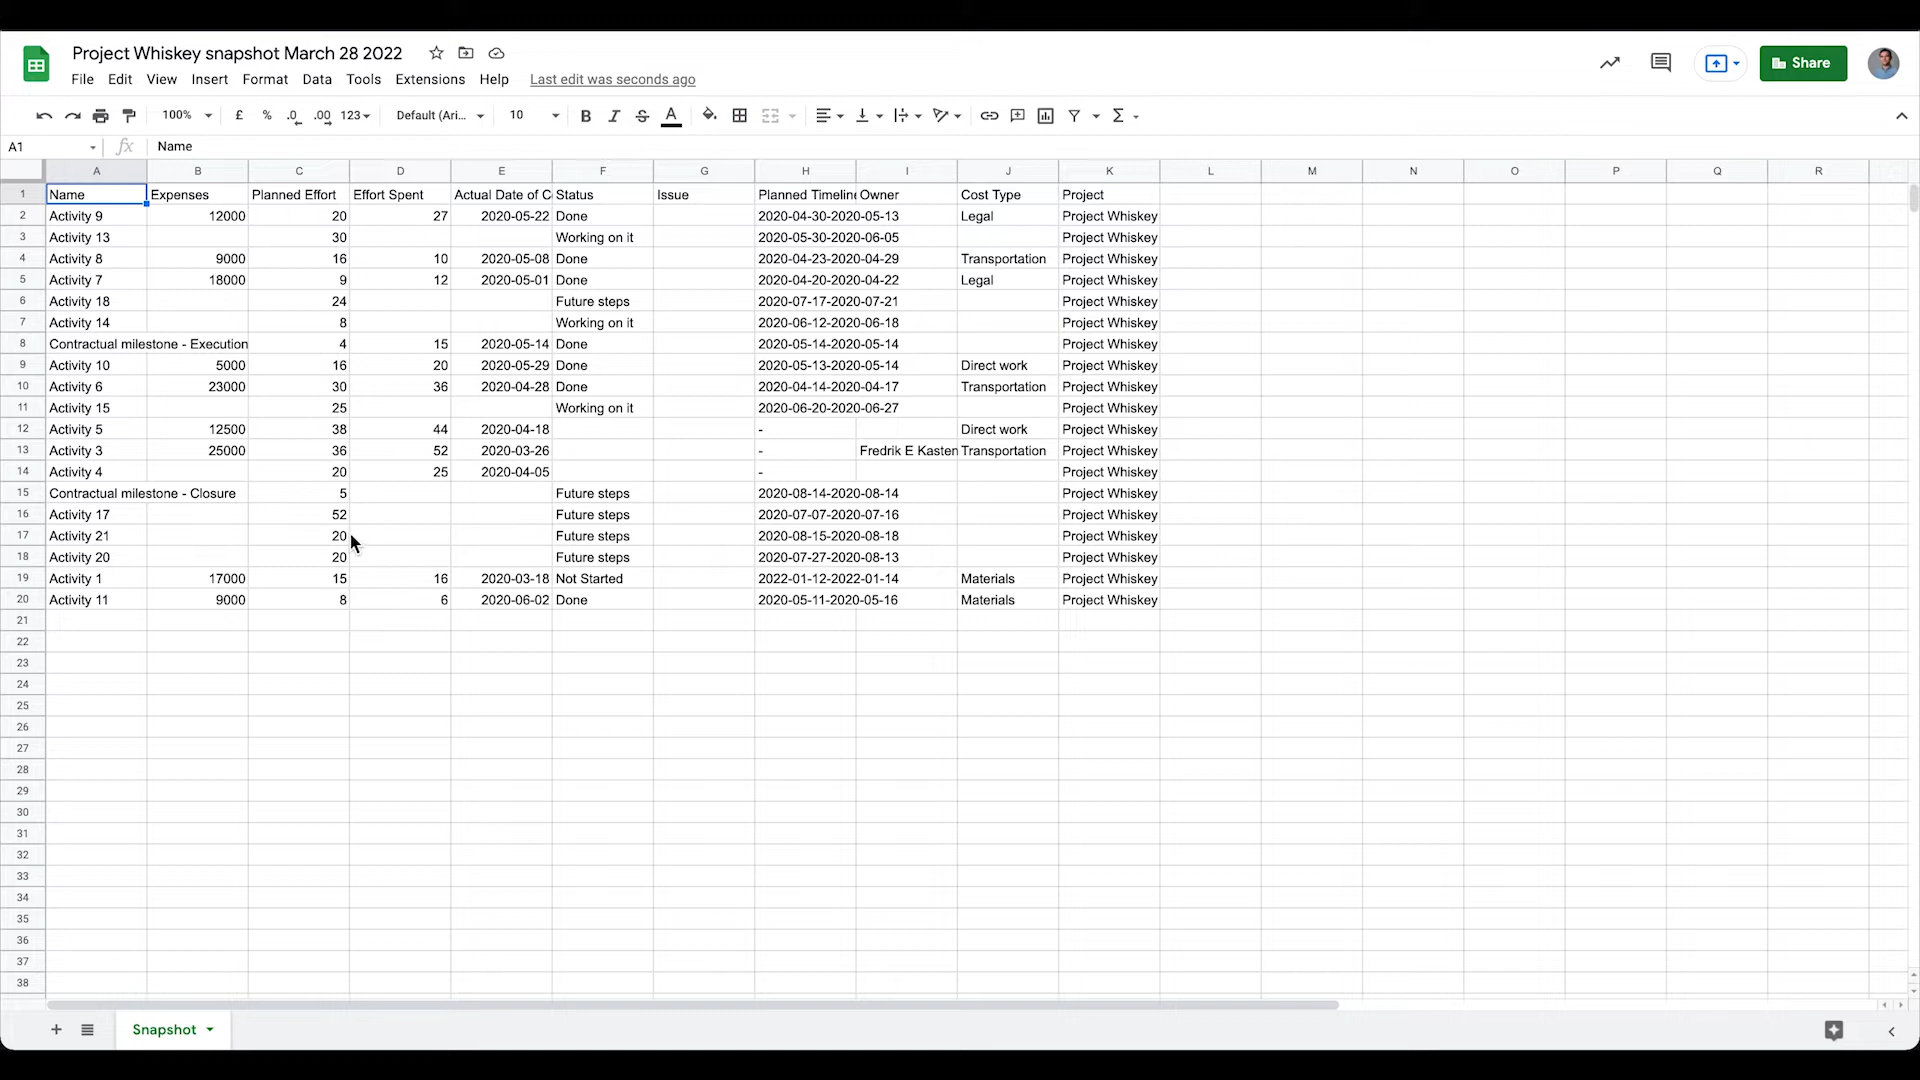 Project Whiskey snapshot March 28 2022
File Edit View Insert Format Data Tools Extensions Help Last edit was seconds ago
Share
100% £ % .0 .00 123 Default (Ari... 10 B I S A
A1 fx Name
A B C D E F G H I J K L M N O P Q R
1 Name Expenses Planned Effort Effort Spent Actual Date of C Status Issue Planned Timeline Owner Cost Type Project
2 Activity 9 12000 20 27 2020-05-22 Done 2020-04-30-2020-05-13 Legal Project Whiskey
3 Activity 13 30 Working on it 2020-05-30-2020-06-05 Project Whiskey
4 Activity 8 9000 16 10 2020-05-08 Done 2020-04-23-2020-04-29 Transportation Project Whiskey
5 Activity 7 18000 9 12 2020-05-01 Done 2020-04-20-2020-04-22 Legal Project Whiskey
6 Activity 18 24 Future steps 2020-07-17-2020-07-21 Project Whiskey
7 Activity 14 8 Working on it 2020-06-12-2020-06-18 Project Whiskey
8 Contractual milestone - Execution 4 15 2020-05-14 Done 2020-05-14-2020-05-14 Project Whiskey
9 Activity 10 5000 16 20 2020-05-29 Done 2020-05-13-2020-05-14 Direct work Project Whiskey
10 Activity 6 23000 30 36 2020-04-28 Done 2020-04-14-2020-04-17 Transportation Project Whiskey
11 Activity 15 25 Working on it 2020-06-20-2020-06-27 Project Whiskey
12 Activity 5 12500 38 44 2020-04-18 - Direct work Project Whiskey
13 Activity 3 25000 36 52 2020-03-26 - Fredrik E Kasten Transportation Project Whiskey
14 Activity 4 20 25 2020-04-05 - Project Whiskey
15 Contractual milestone - Closure 5 Future steps 2020-08-14-2020-08-14 Project Whiskey
16 Activity 17 52 Future steps 2020-07-07-2020-07-16 Project Whiskey
17 Activity 21 20 Future steps 2020-08-15-2020-08-18 Project Whiskey
18 Activity 20 20 Future steps 2020-07-27-2020-08-13 Project Whiskey
19 Activity 1 17000 15 16 2020-03-18 Not Started 2022-01-12-2022-01-14 Materials Project Whiskey
20 Activity 11 9000 8 6 2020-06-02 Done 2020-05-11-2020-05-16 Materials Project Whiskey
21
22
23
24
25
26
27
28
29
30
31
32
33
34
35
36
37
38
Snapshot